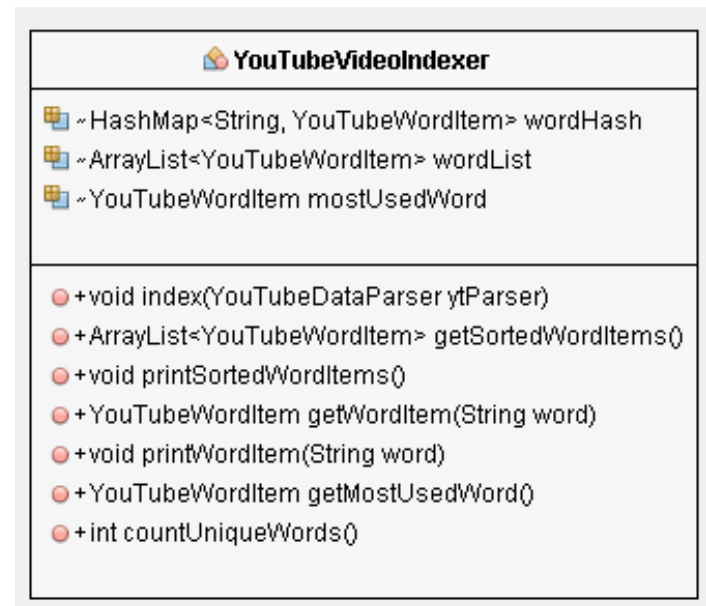 YouTubeVideoIndexer
~HashMap<String, YouTubeWordItem> wordHash
~ArrayList<YouTubeWordItem> wordList
~YouTubeWordItem mostUsedWord
+void index(YouTubeDataParser ytParser)
+ArrayList<YouTubeWordItem> getSortedWordItems()
+void printSortedWordItems()
+YouTubeWordItem getWordItem(String word)
+void printWordItem(String word)
+YouTubeWordItem getMostUsedWord()
+int countUniqueWords()